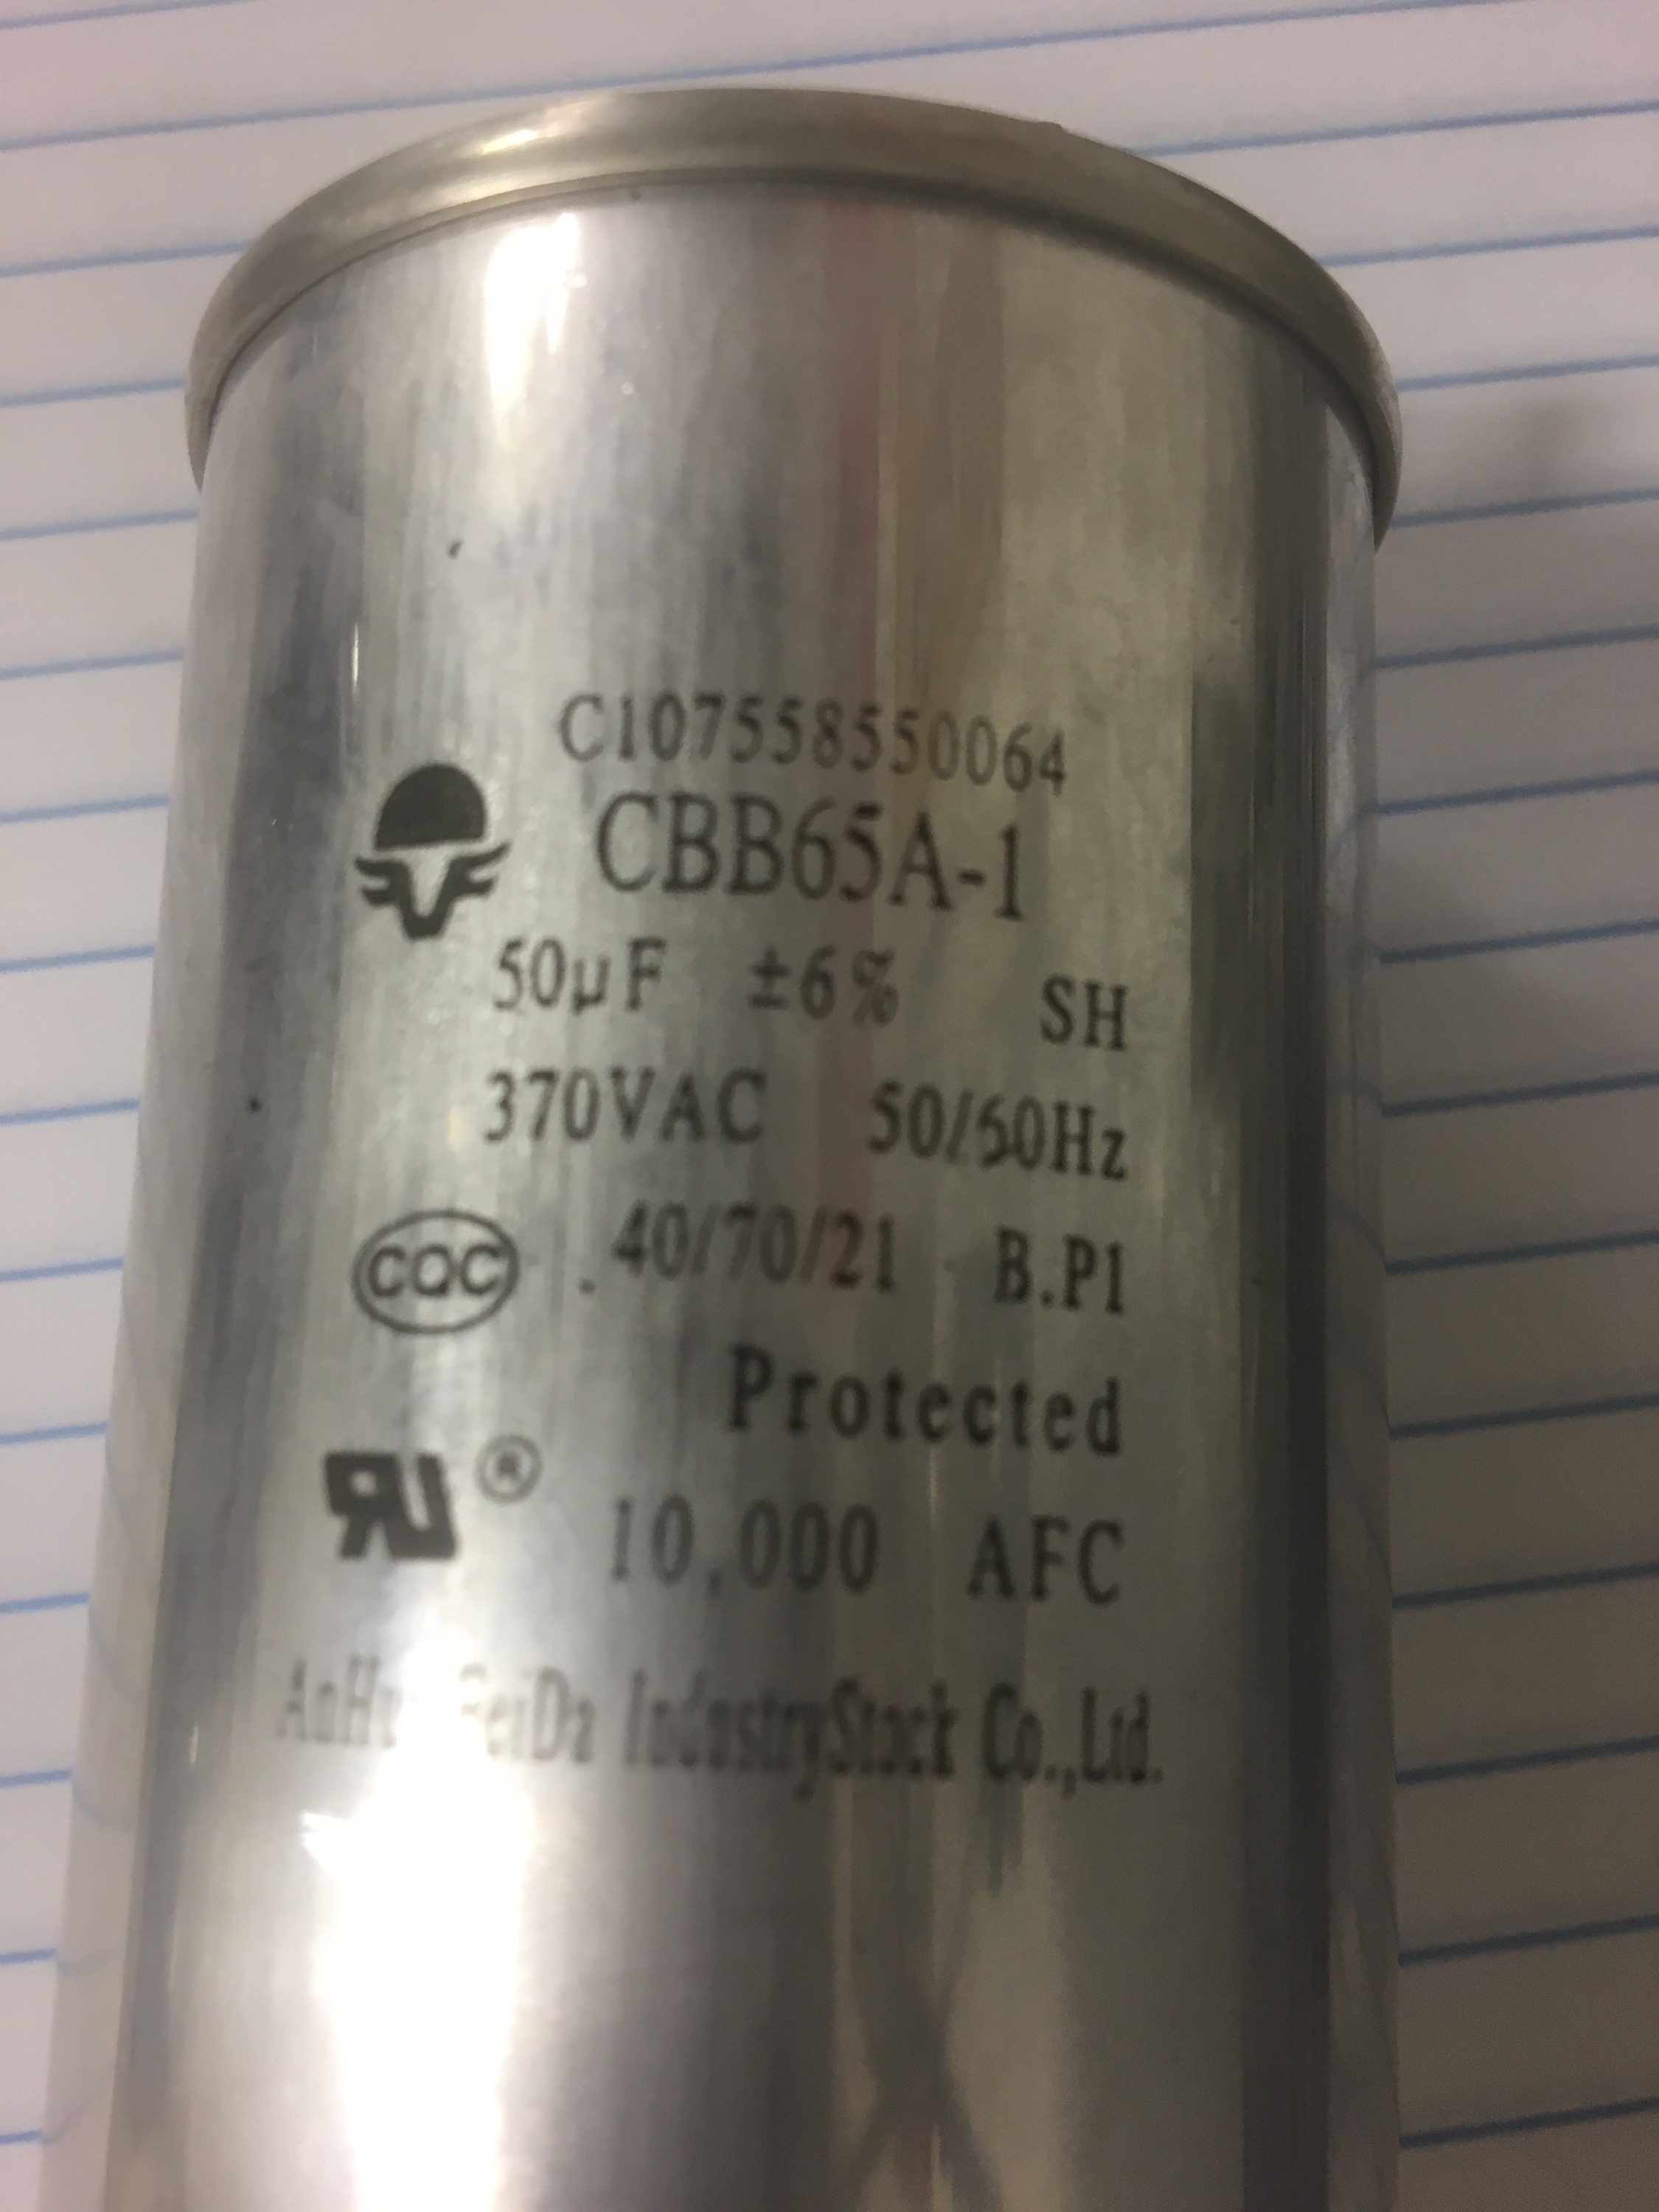 C107558550064
CBB65A-1
50µF ±6% SH
370VAC 50/60Hz
CQC 40/70/21 B.P1
Protected
RU ® 10,000 AFC
IndustryStock Co.,Ltd.